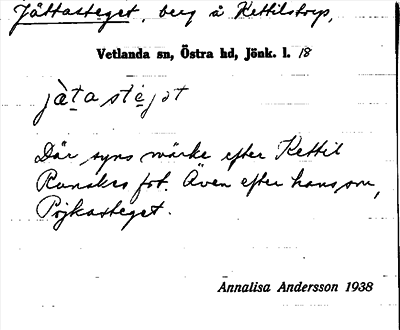 Jättasteget, berg å Kettilstorp,
Vetlanda sn, Östra hd, Jönk. l. 18
jàtastéjət
Där syns märke efter Kettil
Runskes fot. Även efter hans son,
Pojkasteget.
Annalisa Andersson 1938